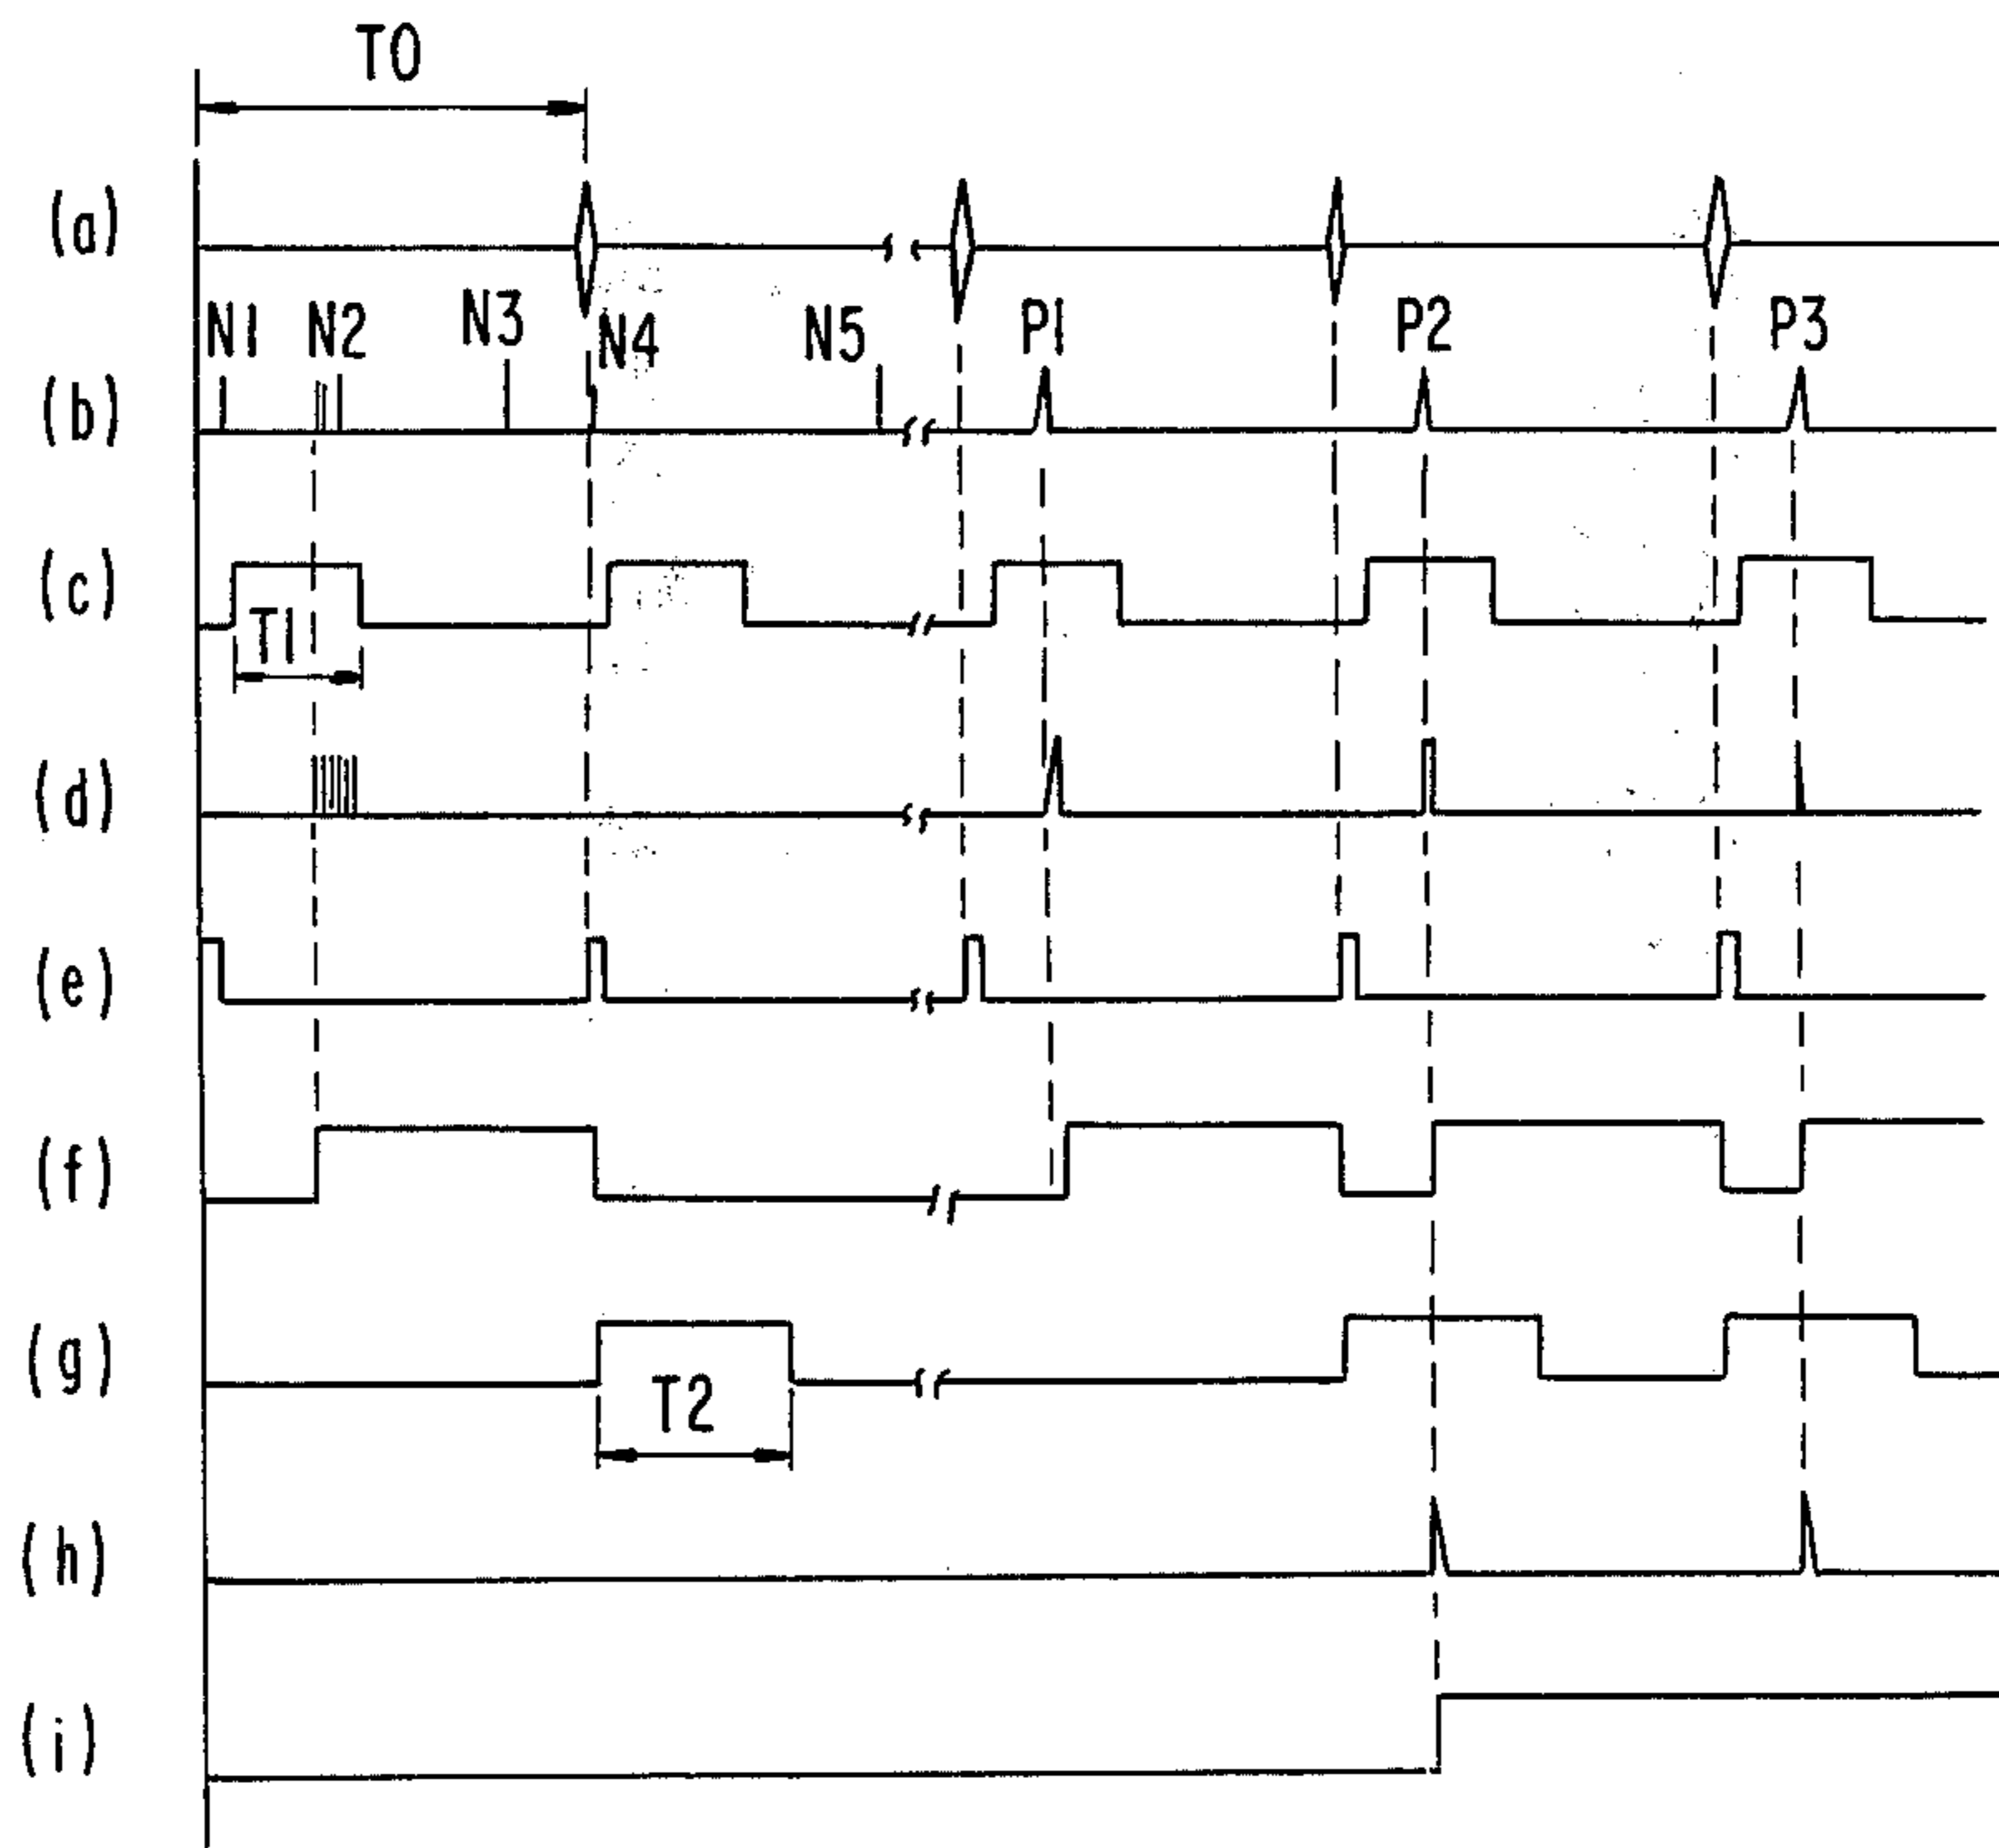 T0
(a)
N1 N2 N3 N4 N5 P1 P2 P3
(b)
(c)
T1
(d)
(e)
(f)
(g)
T2
(h)
(i)